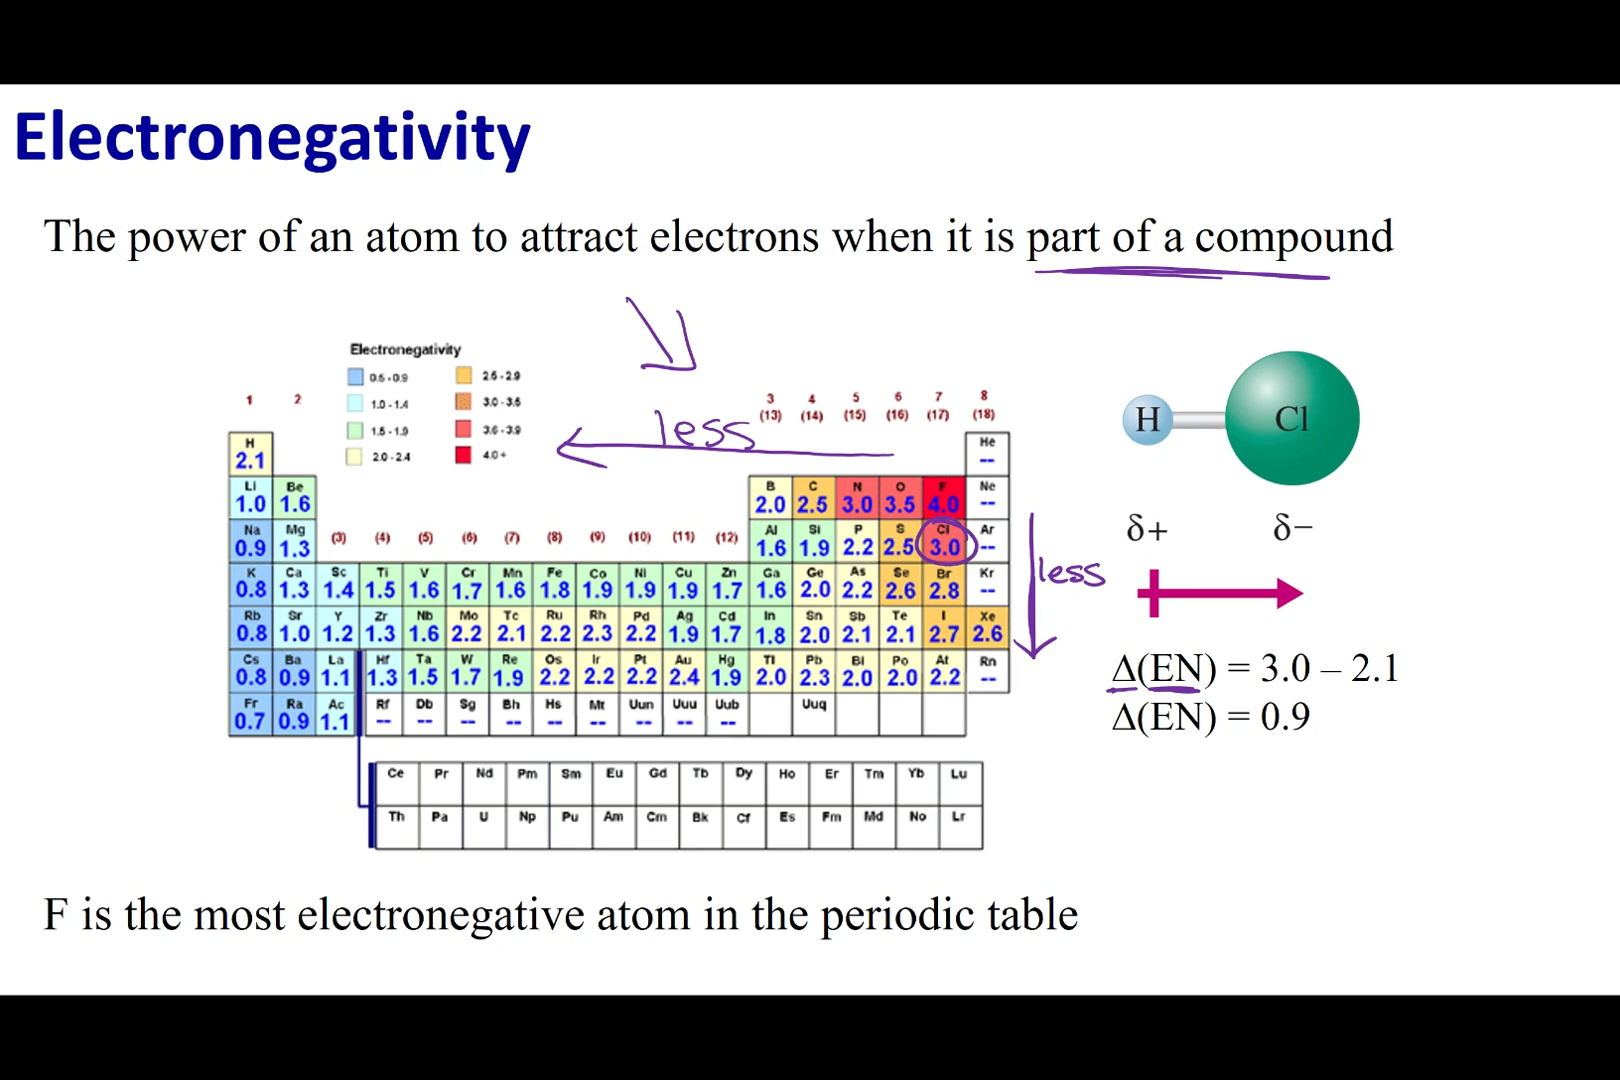 Electronegativity
The power of an atom to attract electrons when it is part of a compound
Electronegativity
0.6 - 0.9 2.5 - 2.9
1.0 - 1.4 3.0 - 3.5
1.5 - 1.9 3.6 - 3.9
2.0 - 2.4 4.0 +
less
1 2 3 4 5 6 7 8
(13) (14) (15) (16) (17) (18)
H He
2.1 --
Li Be B C N O F Ne
1.0 1.6 2.0 2.5 3.0 3.5 4.0 --
Na Mg Al Si P S Cl Ar
(3) (4) (5) (6) (7) (8) (9) (10) (11) (12)
0.9 1.3 1.6 1.9 2.2 2.5 3.0 --
K Ca Sc Ti V Cr Mn Fe Co Ni Cu Zn Ga Ge As Se Br Kr
0.8 1.3 1.4 1.5 1.6 1.7 1.6 1.8 1.9 1.9 1.9 1.7 1.6 2.0 2.2 2.6 2.8 --
Rb Sr Y Zr Nb Mo Tc Ru Rh Pd Ag Cd In Sn Sb Te I Xe
0.8 1.0 1.2 1.3 1.6 2.2 2.1 2.2 2.3 2.2 1.9 1.7 1.8 2.0 2.1 2.1 2.7 2.6
Cs Ba La Hf Ta W Re Os Ir Pt Au Hg Tl Pb Bi Po At Rn
0.8 0.9 1.1 1.3 1.5 1.7 1.9 2.2 2.2 2.2 2.4 1.9 2.0 2.3 2.0 2.0 2.2 --
Fr Ra Ac Rf Db Sg Bh Hs Mt Uun Uuu Uub Uuq
0.7 0.9 1.1 -- -- -- -- -- -- -- -- --
Ce Pr Nd Pm Sm Eu Gd Tb Dy Ho Er Tm Yb Lu
Th Pa U Np Pu Am Cm Bk Cf Es Fm Md No Lr
less
H Cl
δ+ δ−
Δ(EN) = 3.0 – 2.1
Δ(EN) = 0.9
F is the most electronegative atom in the periodic table